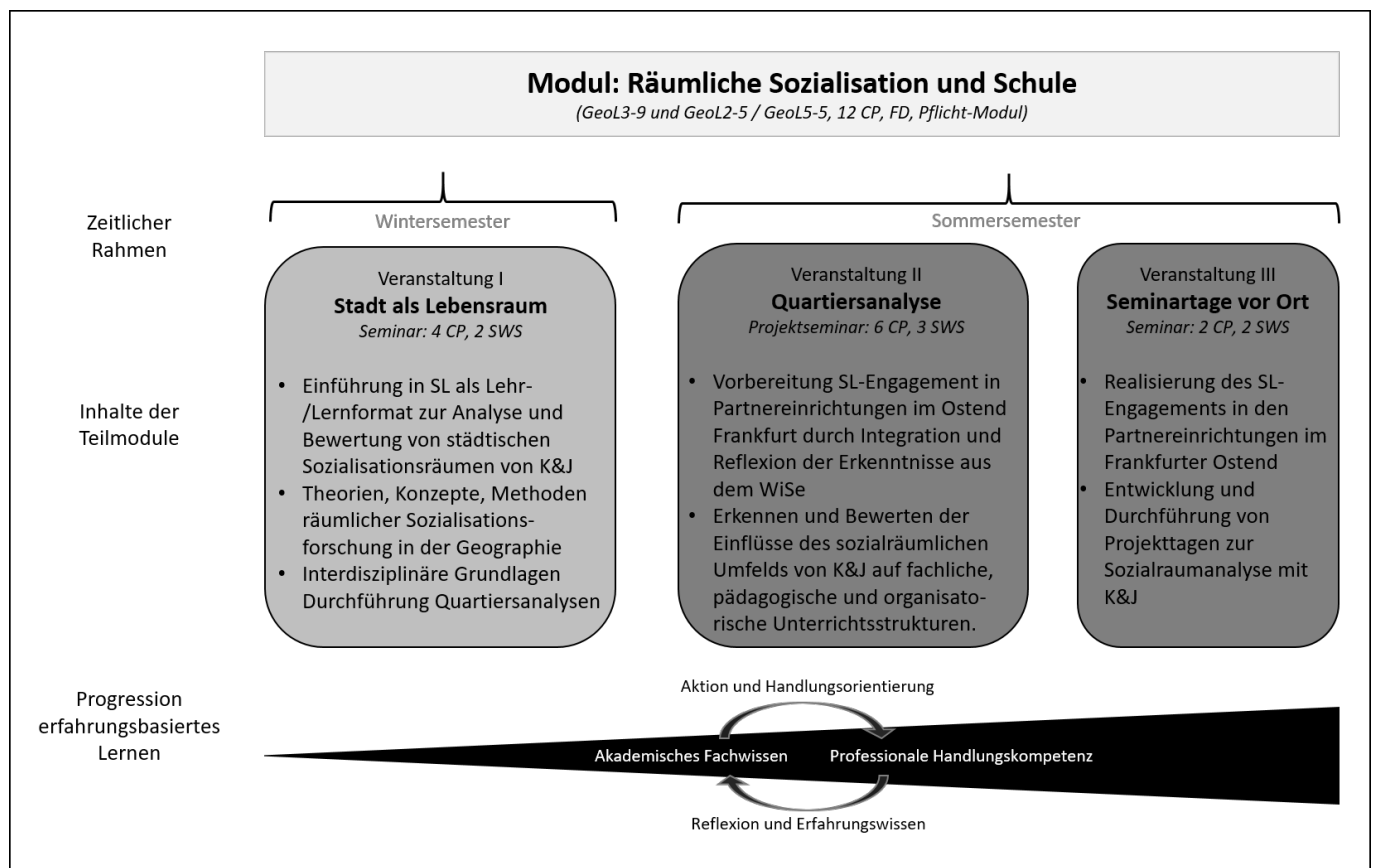 Modul: Räumliche Sozialisation und Schule
(GeoL3-9 und GeoL2-5 / GeoL5-5, 12 CP, FD, Pflicht-Modul)
Zeitlicher
Rahmen
Wintersemester
Sommersemester
Inhalte der
Teilmodule
Veranstaltung I
Stadt als Lebensraum
Seminar: 4 CP, 2 SWS
• Einführung in SL als Lehr-
/Lernformat zur Analyse und
Bewertung von städtischen
Sozialisationsräumen von K&J
• Theorien, Konzepte, Methoden
räumlicher Sozialisations-
forschung in der Geographie
• Interdisziplinäre Grundlagen
Durchführung Quartiersanalysen
Veranstaltung II
Quartiersanalyse
Projektseminar: 6 CP, 3 SWS
• Vorbereitung SL-Engagement in
Partnereinrichtungen im Ostend
Frankfurt durch Integration und
Reflexion der Erkenntnisse aus
dem WiSe
• Erkennen und Bewerten der
Einflüsse des sozialräumlichen
Umfelds von K&J auf fachliche,
pädagogische und organisato-
rische Unterrichtsstrukturen.
Veranstaltung III
Seminartage vor Ort
Seminar: 2 CP, 2 SWS
• Realisierung des SL-
Engagements in den
Partnereinrichtungen im
Frankfurter Ostend
• Entwicklung und
Durchführung von
Projekttagen zur
Sozialraumanalyse mit
K&J
Progression
erfahrungsbasiertes
Lernen
Aktion und Handlungsorientierung
Akademisches Fachwissen
Professionale Handlungskompetenz
Reflexion und Erfahrungswissen